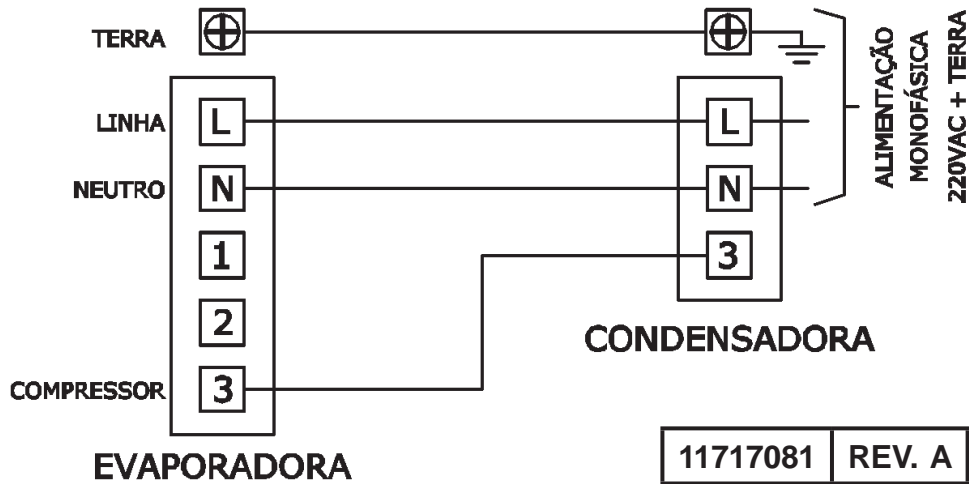 TERRA
LINHA L L
NEUTRO N N
1 3
2
COMPRESSOR 3
CONDENSADORA
EVAPORADORA
ALIMENTAÇÃO
MONOFÁSICA
220VAC + TERRA
11717081 REV. A